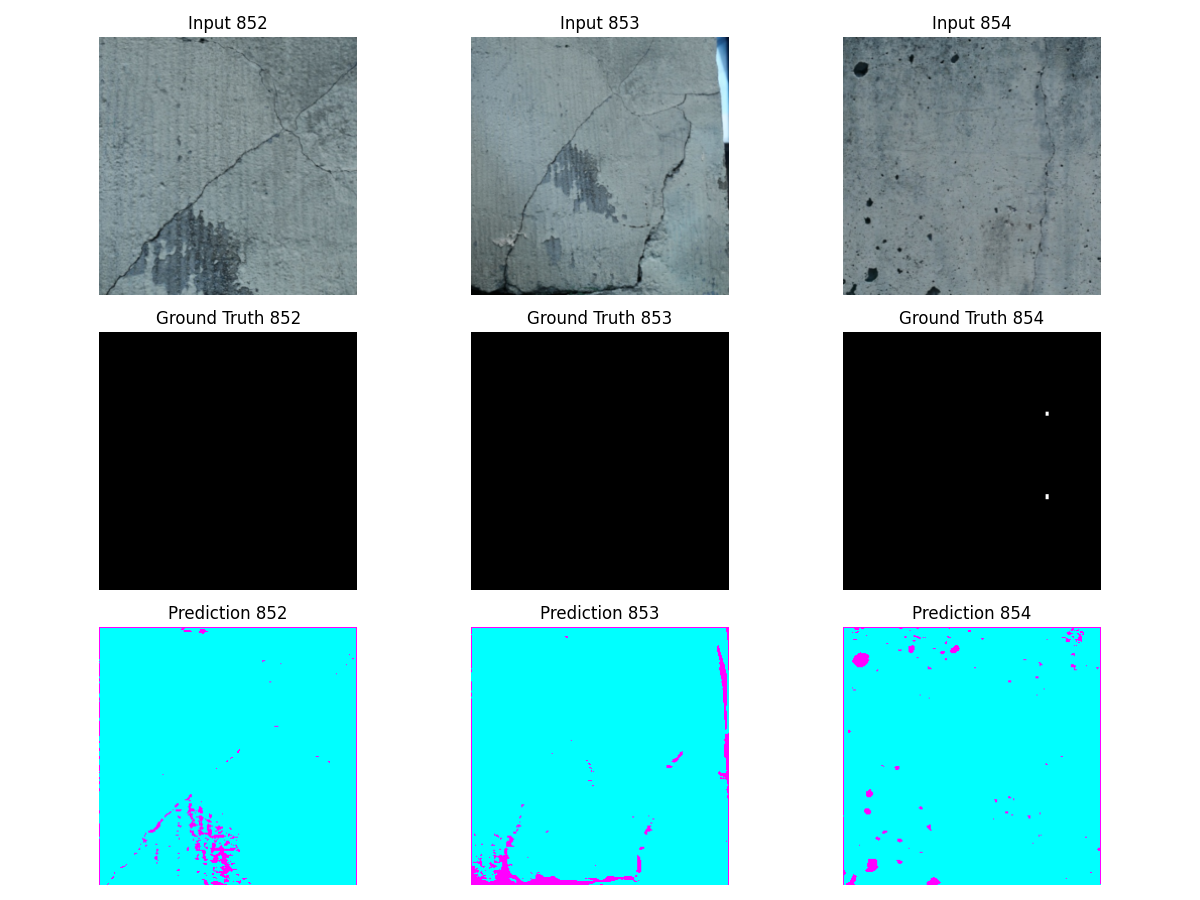 Input 852
Input 853
Input 854
Ground Truth 852
Ground Truth 853
Ground Truth 854
Prediction 852
Prediction 853
Prediction 854